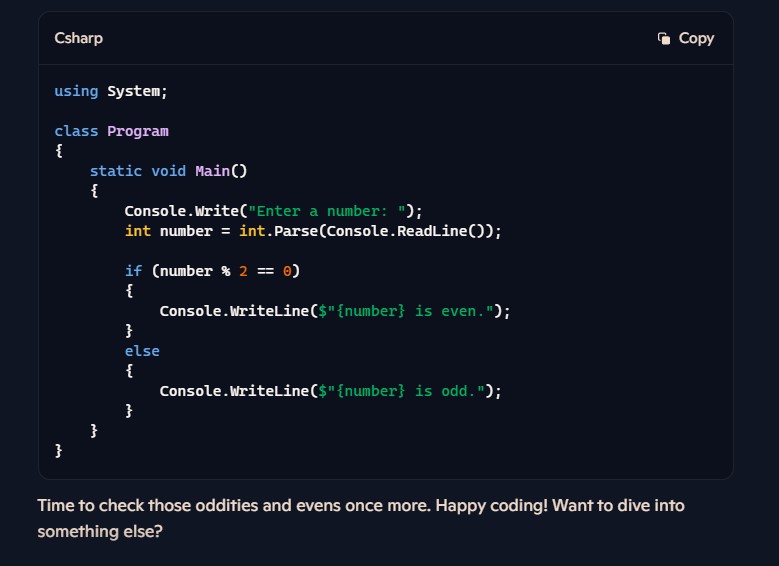 Csharp
Copy
using System;
class Program
{
    static void Main()
    {
        Console.Write("Enter a number: ");
        int number = int.Parse(Console.ReadLine());
        if (number % 2 == 0)
        {
            Console.WriteLine($"{number} is even.");
        }
        else
        {
            Console.WriteLine($"{number} is odd.");
        }
    }
}
Time to check those oddities and evens once more. Happy coding! Want to dive into
something else?